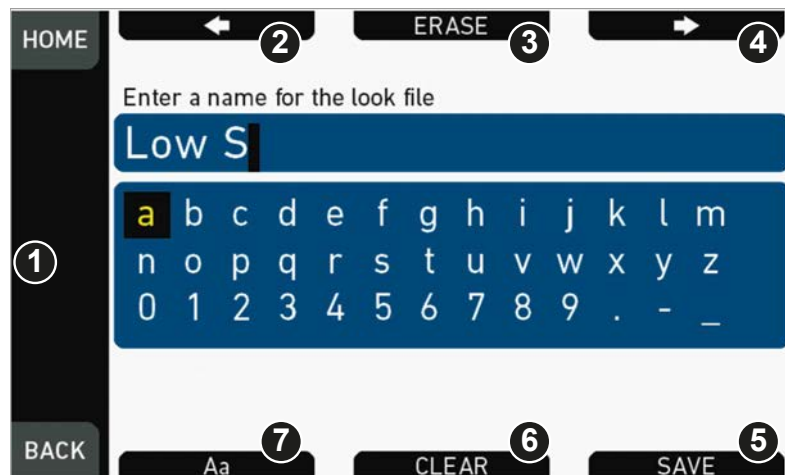 HOME ← 2 ERASE 3 → 4
Enter a name for the look file
Low S
a b c d e f g h i j k l m
1
n o p q r s t u v w x y z
0 1 2 3 4 5 6 7 8 9 . - _
BACK Aa 7 CLEAR 6 SAVE 5